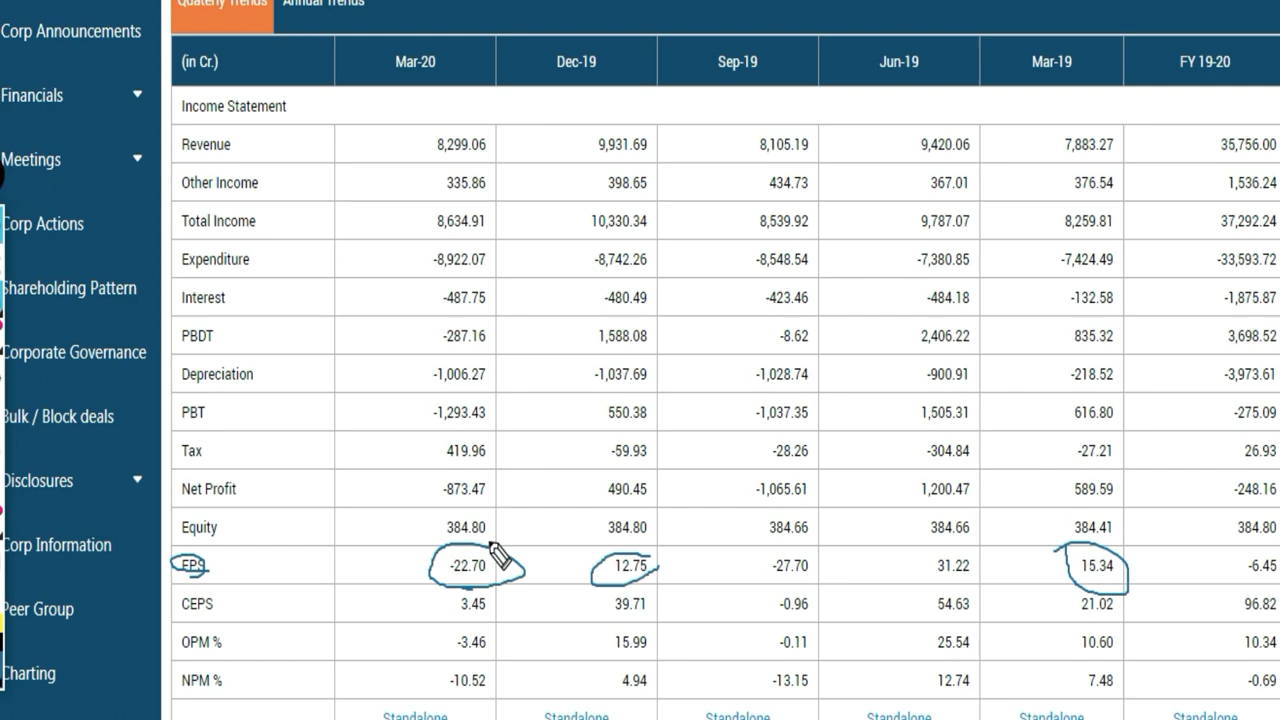 Quaterly Trends Annual Trends
Corp Announcements
Financials
Meetings
Corp Actions
Shareholding Pattern
Corporate Governance
Bulk / Block deals
Disclosures
Corp Information
Peer Group
Charting
(in Cr.) Mar-20 Dec-19 Sep-19 Jun-19 Mar-19 FY 19-20
Income Statement
Revenue 8,299.06 9,931.69 8,105.19 9,420.06 7,883.27 35,756.00
Other Income 335.86 398.65 434.73 367.01 376.54 1,536.24
Total Income 8,634.91 10,330.34 8,539.92 9,787.07 8,259.81 37,292.24
Expenditure -8,922.07 -8,742.26 -8,548.54 -7,380.85 -7,424.49 -33,593.72
Interest -487.75 -480.49 -423.46 -484.18 -132.58 -1,875.87
PBDT -287.16 1,588.08 -8.62 2,406.22 835.32 3,698.52
Depreciation -1,006.27 -1,037.69 -1,028.74 -900.91 -218.52 -3,973.61
PBT -1,293.43 550.38 -1,037.35 1,505.31 616.80 -275.09
Tax 419.96 -59.93 -28.26 -304.84 -27.21 26.93
Net Profit -873.47 490.45 -1,065.61 1,200.47 589.59 -248.16
Equity 384.80 384.80 384.66 384.66 384.41 384.80
EPS -22.70 12.75 -27.70 31.22 15.34 -6.45
CEPS 3.45 39.71 -0.96 54.63 21.02 96.82
OPM % -3.46 15.99 -0.11 25.54 10.60 10.34
NPM % -10.52 4.94 -13.15 12.74 7.48 -0.69
Standalone Standalone Standalone Standalone Standalone